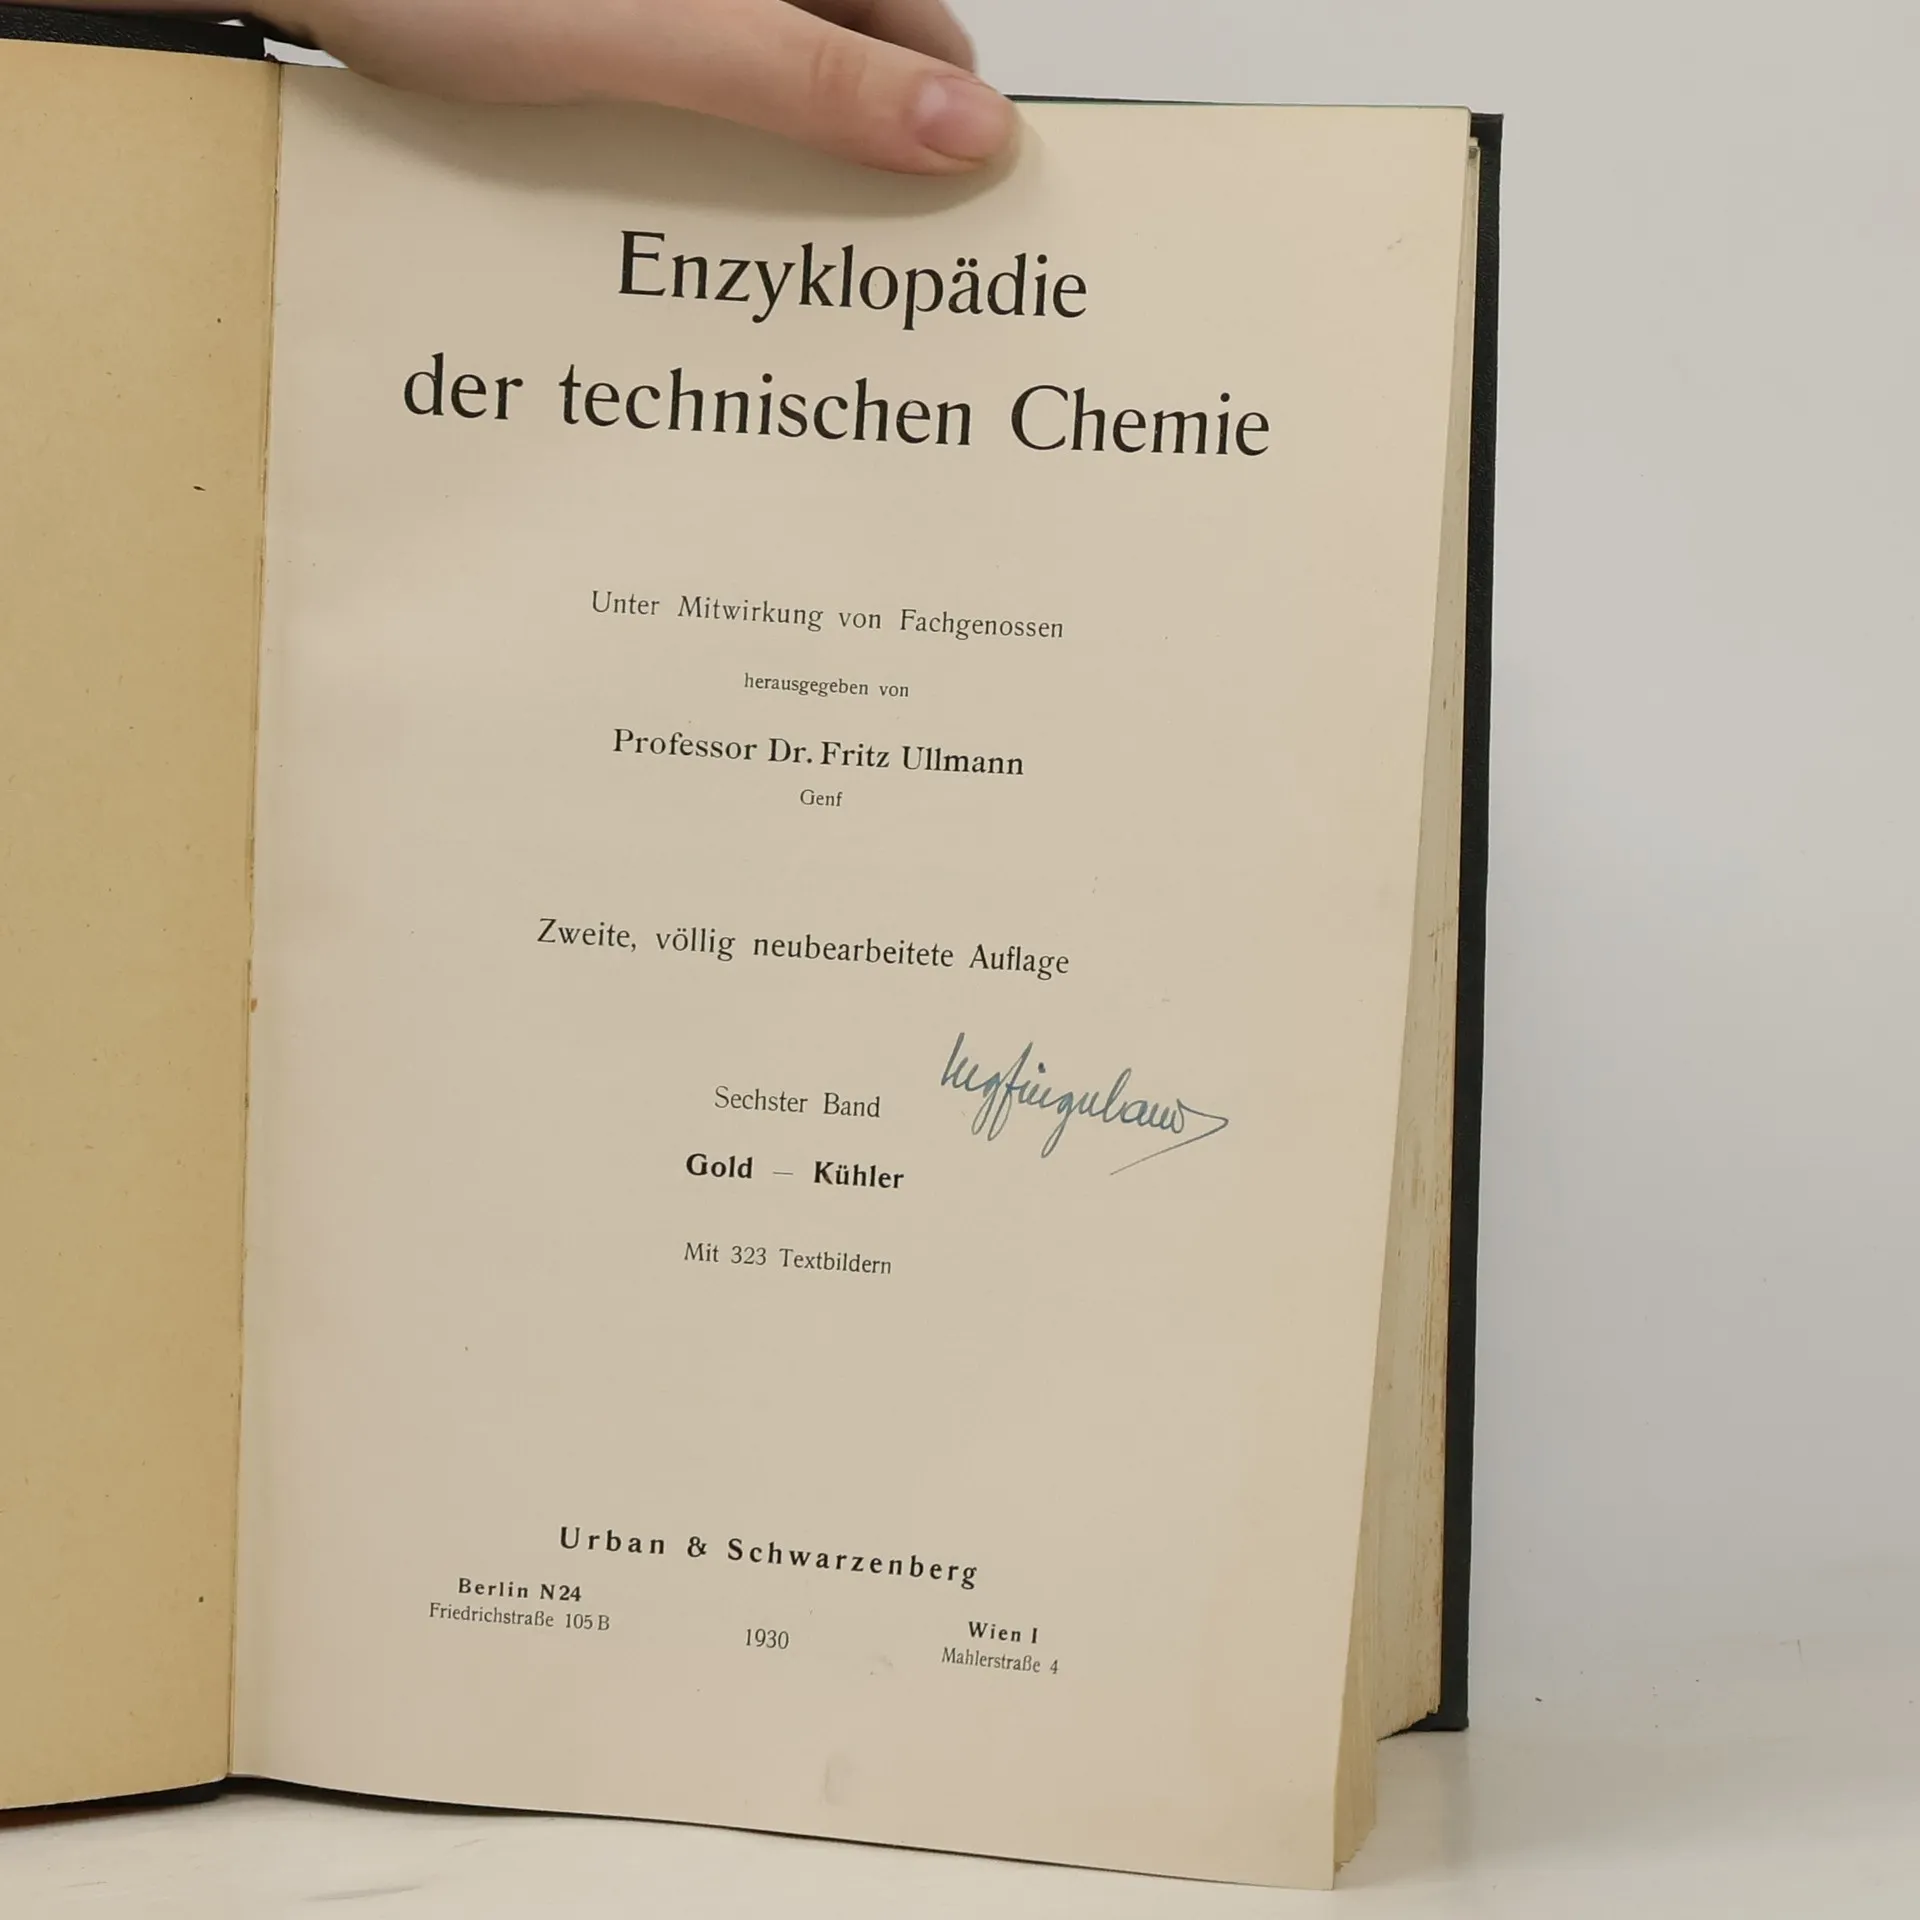 Enzyklopädie
der technischen Chemie
Unter Mitwirkung von Fachgenossen
herausgegeben von
Professor Dr. Fritz Ullmann
Genf
Zweite, völlig neubearbeitete Auflage
Sechster Band
Gold — Kühler
Mit 323 Textbildern
Urban & Schwarzenberg
Berlin N 24
Friedrichstraße 105 B
1930
Wien I
Mahlerstraße 4